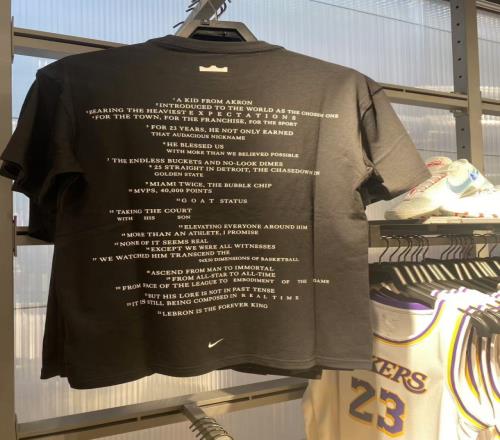 "A KID FROM AKRON
"INTRODUCED TO THE WORLD AS THE CHOSEN ONE
"BEARING THE HEAVIEST E X P E C T A T I O N S
"FOR THE TOWN, FOR THE FRANCHISE, FOR THE SPORT
"FOR 23 YEARS, HE NOT ONLY EARNED
THAT AUDACIOUS NICKNAME
"HE BLESSED US
WITH MORE THAN WE BELIEVED POSSIBLE
"THE ENDLESS BUCKETS AND NO-LOOK DIMES
"25 STRAIGHT IN DETROIT, THE CHASEDOWN IN
GOLDEN STATE
"MIAMI TWICE, THE BUBBLE CHIP
"MVPS, 40,000 POINTS
"G O A T STATUS
"TAKING THE COURT
WITH HIS SON
"ELEVATING EVERYONE AROUND HIM
"MORE THAN AN ATHLETE, I PROMISE
"NONE OF IT SEEMS REAL
"EXCEPT WE WERE ALL WITNESSES
"WE WATCHED HIM TRANSCEND THE
94X50 DIMENSIONS OF BASKETBALL
"ASCEND FROM MAN TO IMMORTAL
"FROM ALL-STAR TO ALL-TIME
"FROM FACE OF THE LEAGUE TO EMBODIMENT OF THE GAME
"BUT HIS LORE IS NOT IN PAST TENSE
"IT IS STILL BEING COMPOSED IN R E A L T I M E
"LEBRON IS THE FOREVER KING
KERS
23